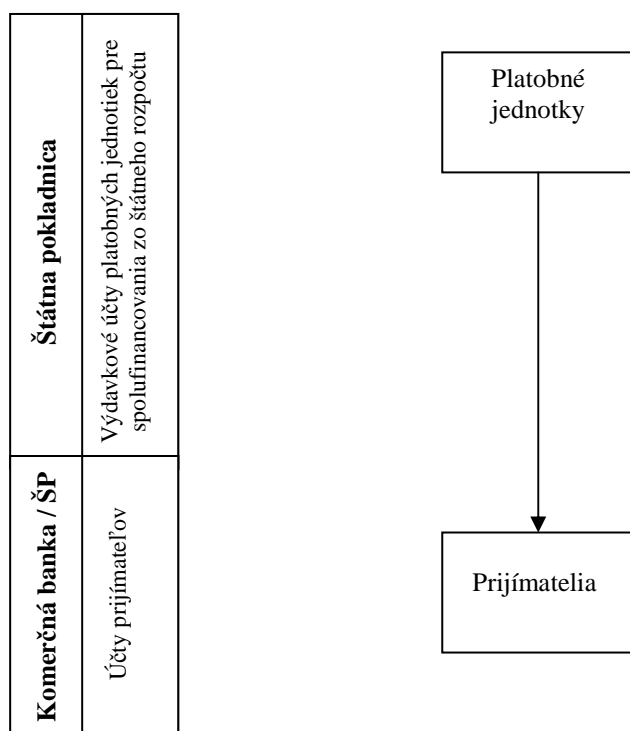 Štátna pokladnica
Výdavkové účty platobných jednotiek pre
spolufinancovania zo štátneho rozpočtu
Platobné
jednotky
Komerčná banka / ŠP
Účty prijímateľov
Prijímatelia